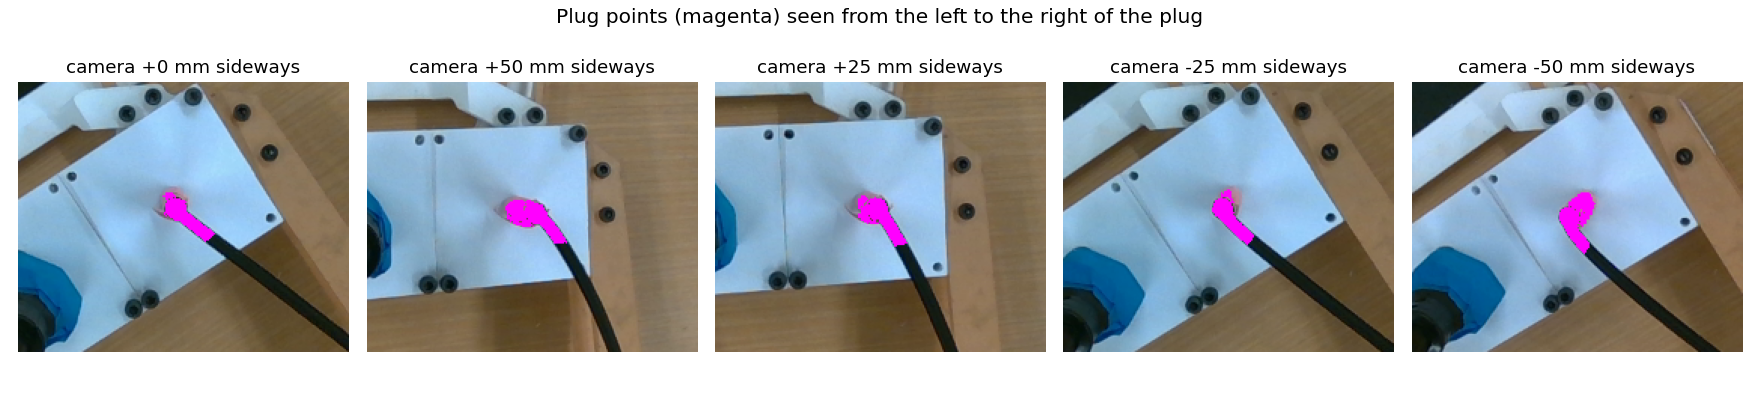 Plug points (magenta) seen from the left to the right of the plug
camera +0 mm sideways
camera +50 mm sideways
camera +25 mm sideways
camera -25 mm sideways
camera -50 mm sideways